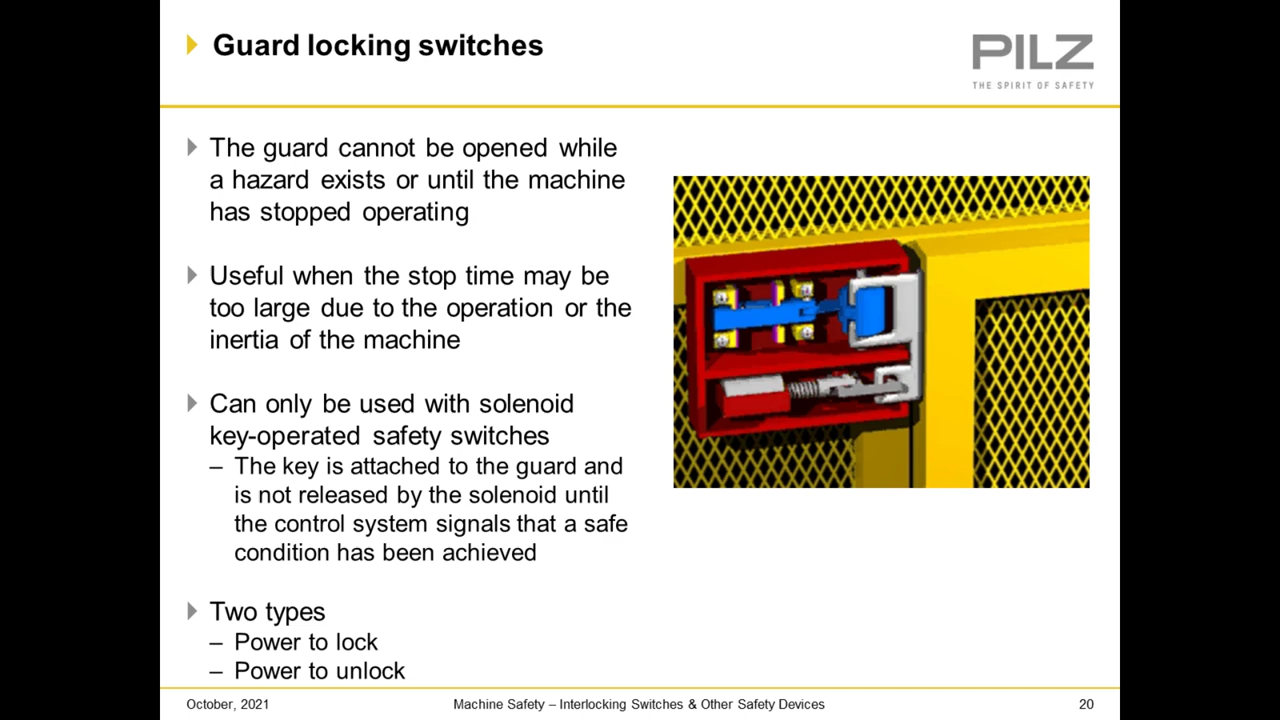 Guard locking switches
PILZ
THE SPIRIT OF SAFETY
The guard cannot be opened while
a hazard exists or until the machine
has stopped operating
Useful when the stop time may be
too large due to the operation or the
inertia of the machine
Can only be used with solenoid
key-operated safety switches
– The key is attached to the guard and
is not released by the solenoid until
the control system signals that a safe
condition has been achieved
Two types
– Power to lock
– Power to unlock
October, 2021
Machine Safety – Interlocking Switches & Other Safety Devices
20